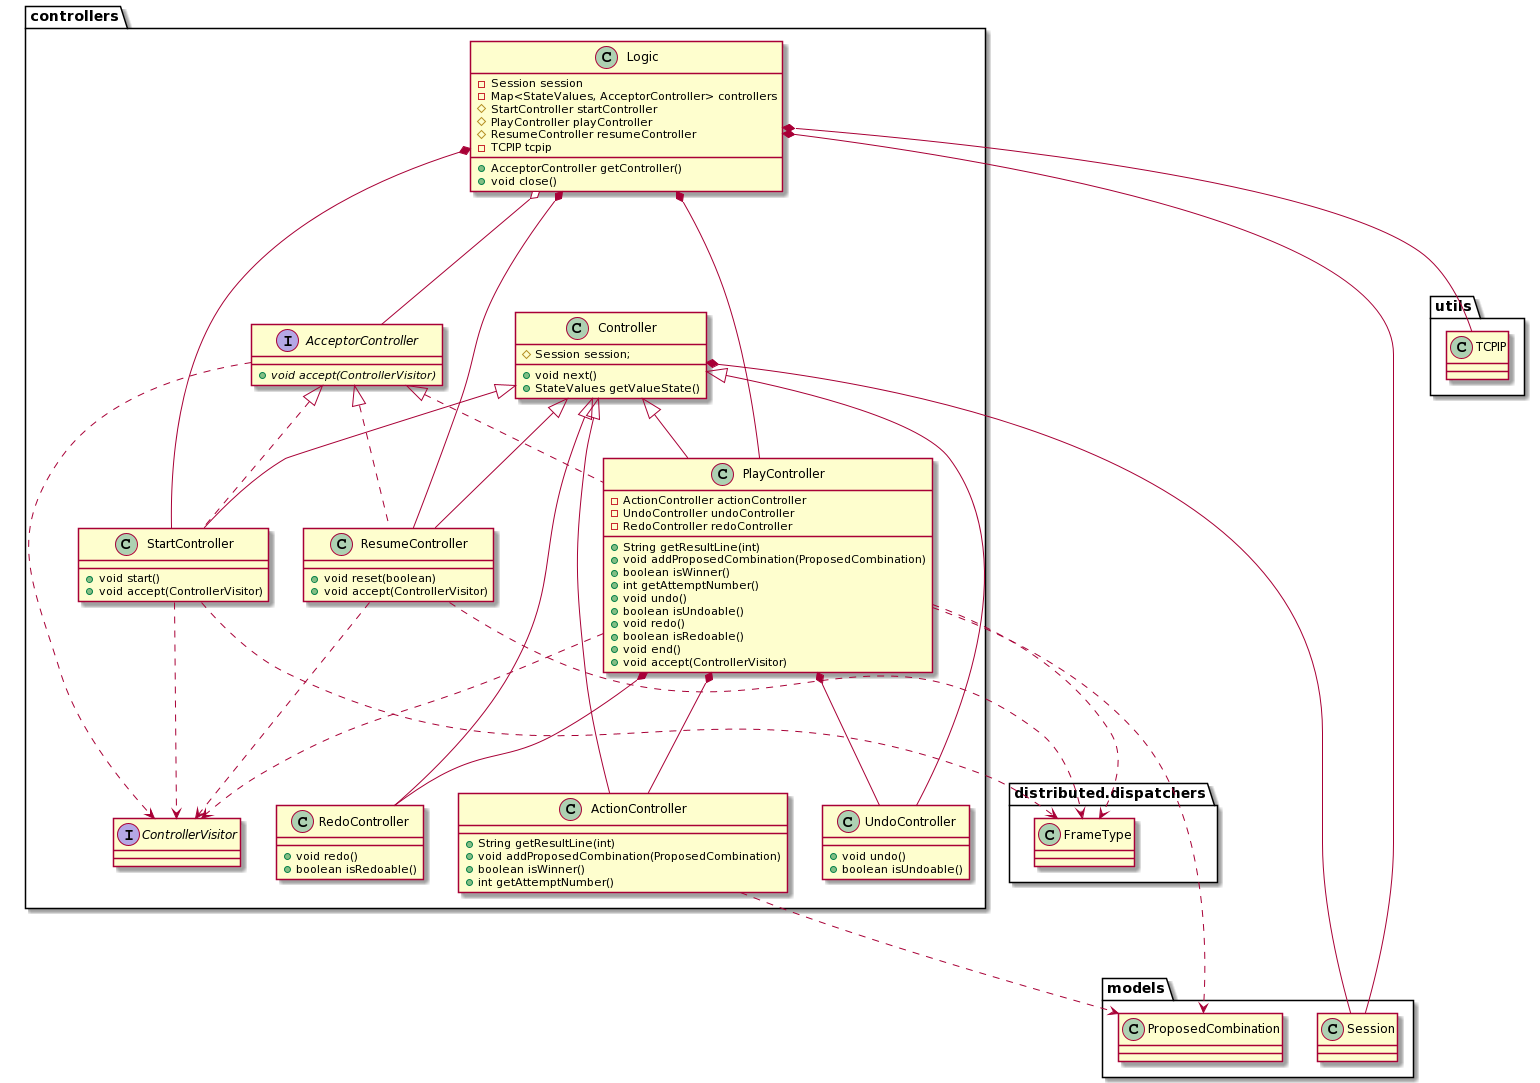 controllers
C Logic
Session session
Map<StateValues, AcceptorController> controllers
StartController startController
PlayController playController
ResumeController resumeController
TCPIP tcpip
AcceptorController getController()
void close()
utils
C TCPIP
I AcceptorController
void accept(ControllerVisitor)
C Controller
Session session;
void next()
StateValues getValueState()
C PlayController
ActionController actionController
UndoController undoController
RedoController redoController
String getResultLine(int)
void addProposedCombination(ProposedCombination)
boolean isWinner()
int getAttemptNumber()
void undo()
boolean isUndoable()
void redo()
boolean isRedoable()
void end()
void accept(ControllerVisitor)
C StartController
void start()
void accept(ControllerVisitor)
C ResumeController
void reset(boolean)
void accept(ControllerVisitor)
I ControllerVisitor
C RedoController
void redo()
boolean isRedoable()
C ActionController
String getResultLine(int)
void addProposedCombination(ProposedCombination)
boolean isWinner()
int getAttemptNumber()
C UndoController
void undo()
boolean isUndoable()
distributed.dispatchers
C FrameType
models
C ProposedCombination
C Session